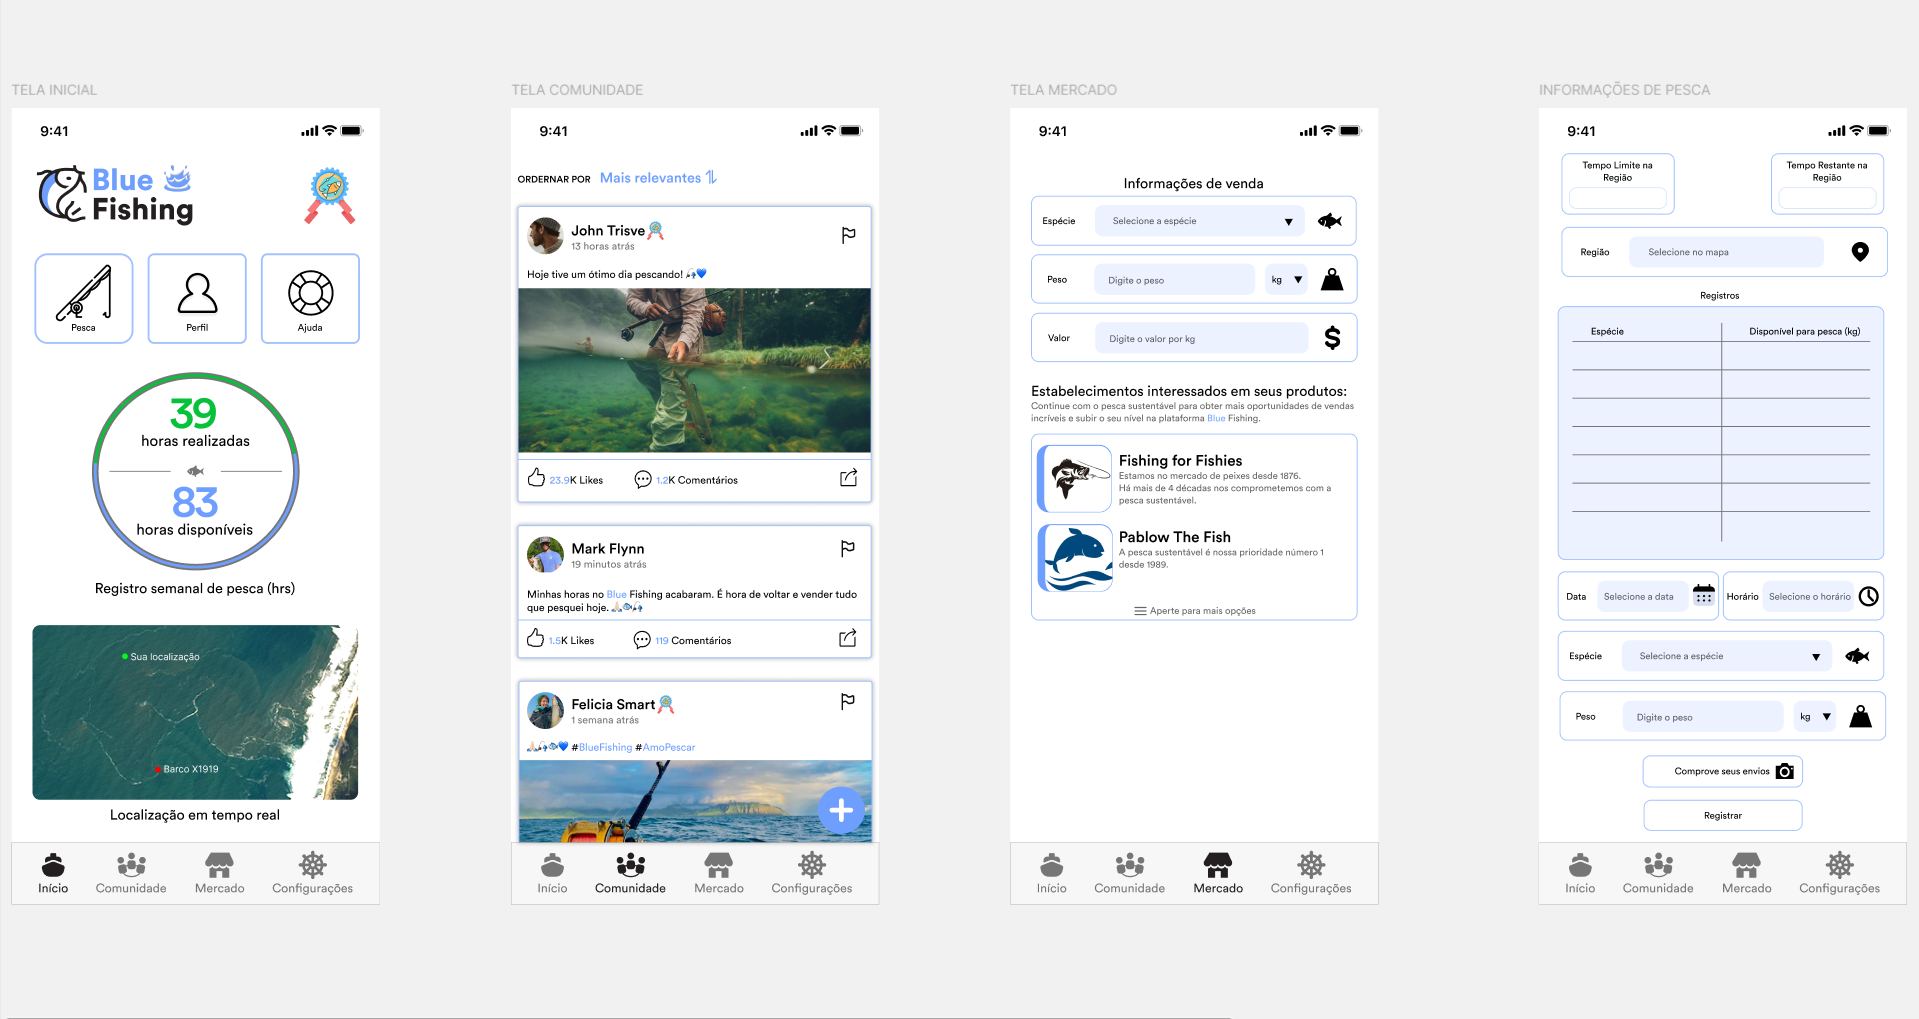 TELA INICIAL
9:41
Blue
Fishing
Pesca
Perfil
Ajuda
39
horas realizadas
83
horas disponíveis
Registro semanal de pesca (hrs)
Sua localização
Barco X1919
Localização em tempo real
Início
Comunidade
Mercado
Configurações
TELA COMUNIDADE
9:41
ORDERNAR POR Mais relevantes
John Trisve
13 horas atrás
Hoje tive um ótimo dia pescando! 🎣💙
23.9K Likes
1.2K Comentários
Mark Flynn
19 minutos atrás
Minhas horas no Blue Fishing acabaram. É hora de voltar e vender tudo
que pesquei hoje. 🙏🏻🐟🎣
1.5K Likes
119 Comentários
Felicia Smart
1 semana atrás
🙏🏻🎣🐟💙 #BlueFishing #AmoPescar
Início
Comunidade
Mercado
Configurações
TELA MERCADO
9:41
Informações de venda
Espécie
Selecione a espécie
Peso
Digite o peso
kg
Valor
Digite o valor por kg
Estabelecimentos interessados em seus produtos:
Continue com o pesca sustentável para obter mais oportunidades de vendas
incríveis e subir o seu nível na plataforma Blue Fishing.
Fishing for Fishies
Estamos no mercado de peixes desde 1876.
Há mais de 4 décadas nos comprometemos com a
pesca sustentável.
Pablow The Fish
A pesca sustentável é nossa prioridade número 1
desde 1989.
Aperte para mais opções
Início
Comunidade
Mercado
Configurações
INFORMAÇÕES DE PESCA
9:41
Tempo Limite na
Região
Tempo Restante na
Região
Região
Selecione no mapa
Registros
Espécie
Disponível para pesca (kg)
Data
Selecione a data
Horário
Selecione o horário
Espécie
Selecione a espécie
Peso
Digite o peso
kg
Comprove seus envios
Registrar
Início
Comunidade
Mercado
Configurações